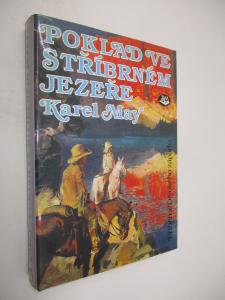 POKLAD VE
STŘÍBRNÉM
JEZEŘE
Karel May